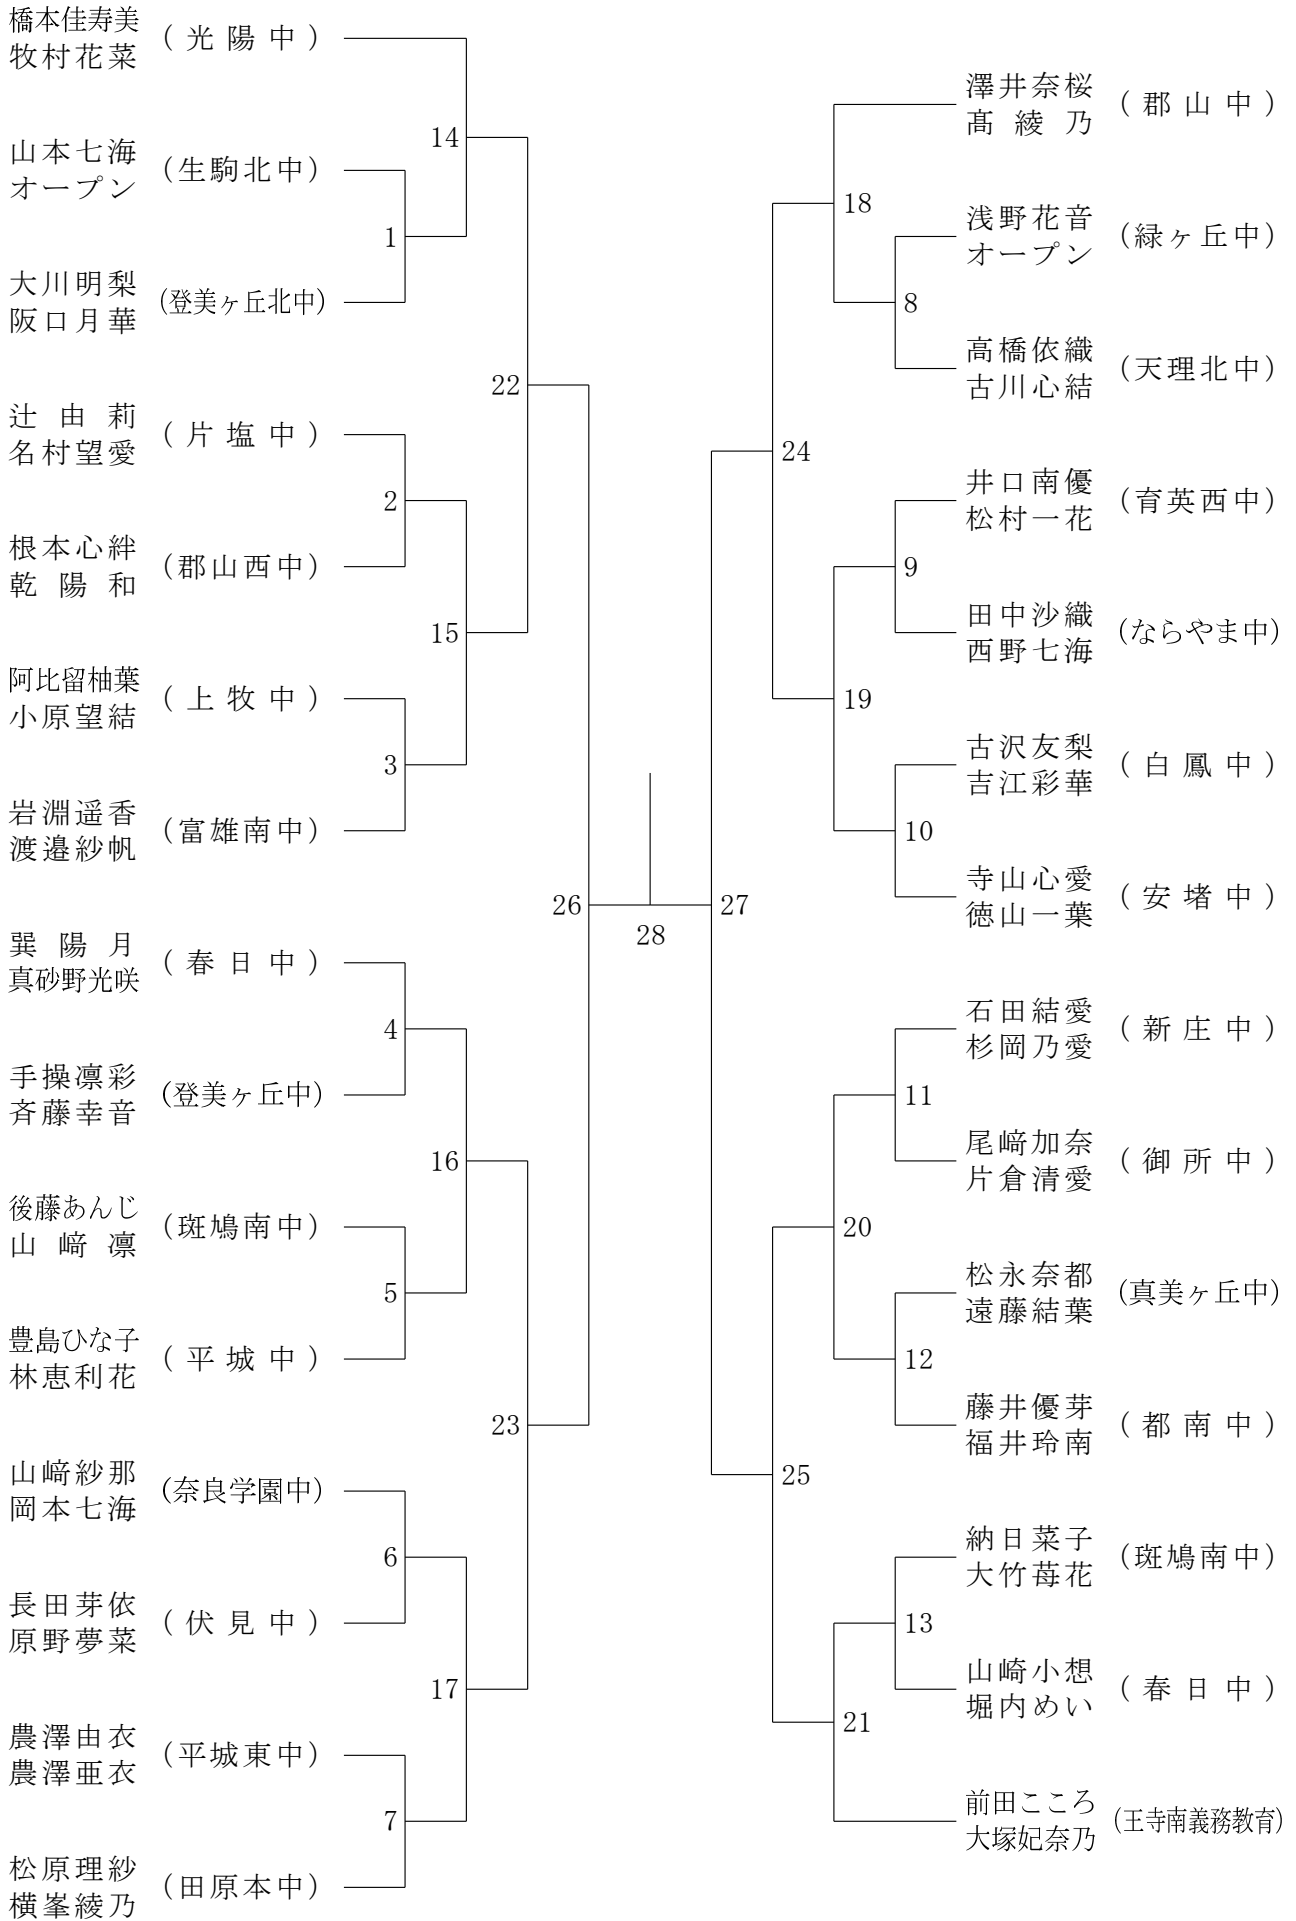 橋本佳寿美
牧村花菜
(光陽中)
山本七海
オープン
(生駒北中)
大川明梨
阪口月華
(登美ヶ丘北中)
辻由莉
名村望愛
(片塩中)
根本心絆
乾陽和
(郡山西中)
阿比留柚葉
小原望結
(上牧中)
岩淵遥香
渡邉紗帆
(富雄南中)
巽陽月
真砂野光咲
(春日中)
手操凛彩
斉藤幸音
(登美ヶ丘中)
後藤あんじ
山﨑凛
(斑鳩南中)
豊島ひな子
林恵利花
(平城中)
山﨑紗那
岡本七海
(奈良学園中)
長田芽依
原野夢菜
(伏見中)
農澤由衣
農澤亜衣
(平城東中)
松原理紗
横峯綾乃
(田原本中)
1
2
3
4
5
6
7
14
15
16
17
22
23
26
28
27
24
25
18
19
20
21
8
9
10
11
12
13
澤井奈桜
髙綾乃
(郡山中)
浅野花音
オープン
(緑ヶ丘中)
高橋依織
古川心結
(天理北中)
井口南優
松村一花
(育英西中)
田中沙織
西野七海
(ならやま中)
古沢友梨
吉江彩華
(白鳳中)
寺山心愛
徳山一葉
(安堵中)
石田結愛
杉岡乃愛
(新庄中)
尾﨑加奈
片倉清愛
(御所中)
松永奈都
遠藤結葉
(真美ヶ丘中)
藤井優芽
福井玲南
(都南中)
納日菜子
大竹苺花
(斑鳩南中)
山崎小想
堀内めい
(春日中)
前田こころ
大塚妃奈乃
(王寺南義務教育)